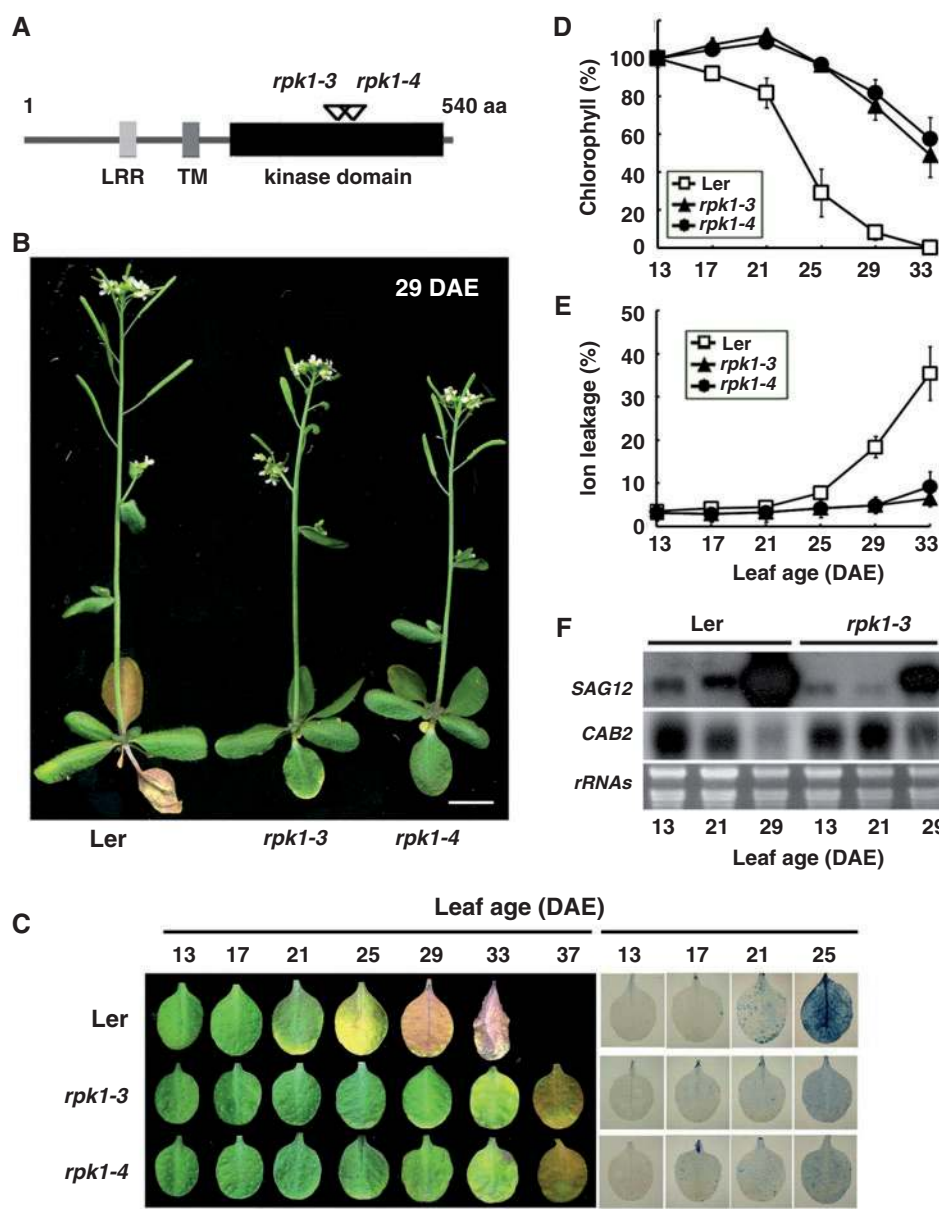 A
rpk1-3 rpk1-4
1 540 aa
LRR TM kinase domain
B
29 DAE
Ler rpk1-3 rpk1-4
C
Leaf age (DAE)
13 17 21 25 29 33 37 13 17 21 25
Ler
rpk1-3
rpk1-4
D
Chlorophyll (%)
100
80
60
40
20
0
Ler
rpk1-3
rpk1-4
13 17 21 25 29 33
E
Ion leakage (%)
50
40
30
20
10
0
Ler
rpk1-3
rpk1-4
13 17 21 25 29 33
Leaf age (DAE)
F
Ler rpk1-3
SAG12
CAB2
rRNAs
13 21 29 13 21 29
Leaf age (DAE)